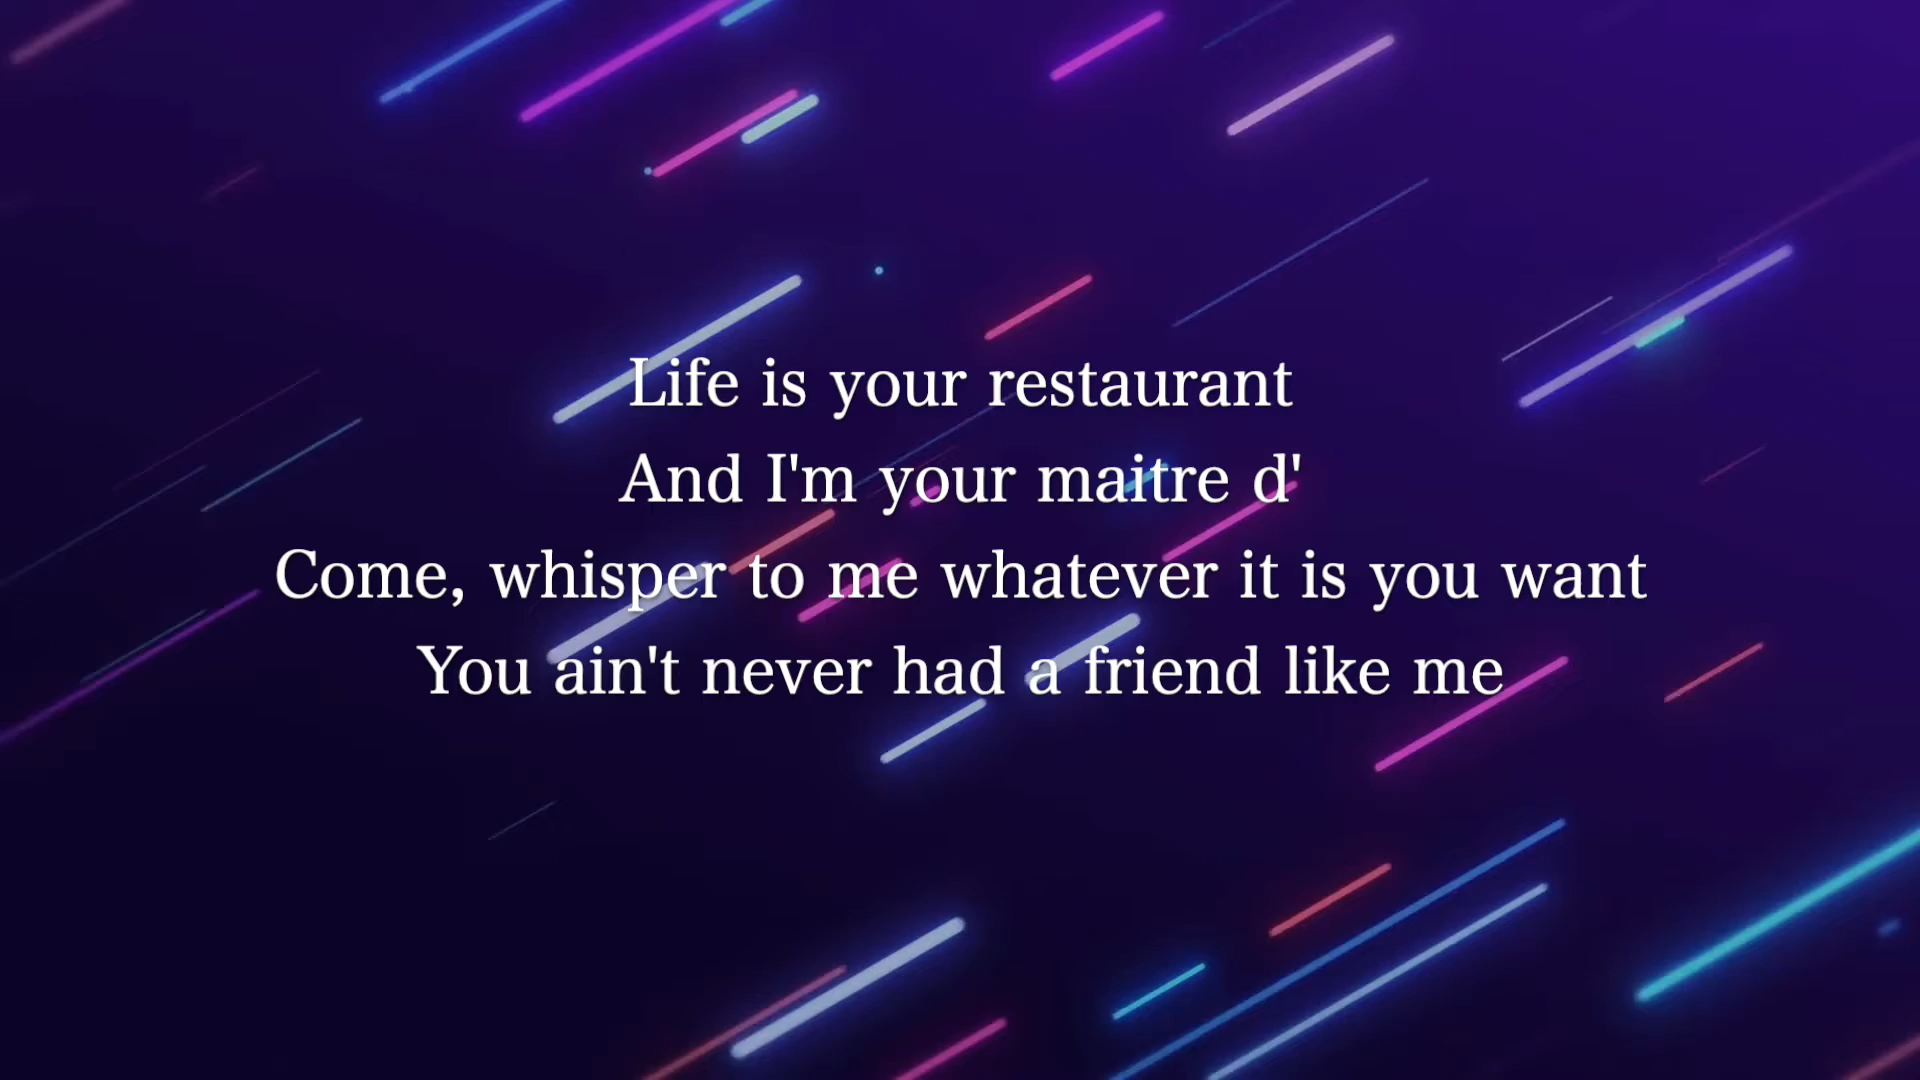 Life is your restaurant
And I'm your maitre d'
Come, whisper to me whatever it is you want
You ain't never had a friend like me